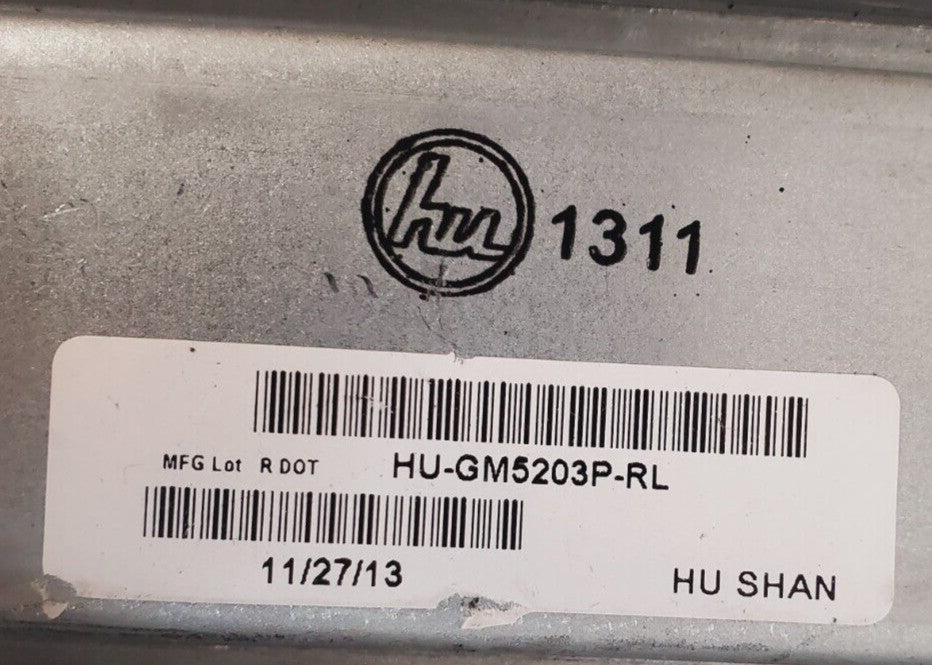 hu 1311
MFG Lot R DOT HU-GM5203P-RL
11/27/13
HU SHAN